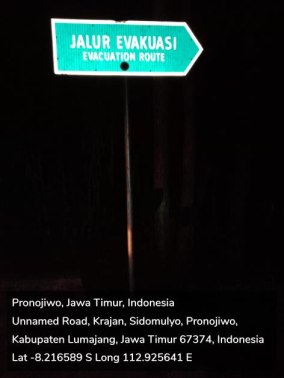 JALUR EVAKUASI
EVACUATION ROUTE
Pronojiwo, Jawa Timur, Indonesia
Unnamed Road, Krajan, Sidomulyo, Pronojiwo,
Kabupaten Lumajang, Jawa Timur 67374, Indonesia
Lat -8.216589 S Long 112.925641 E